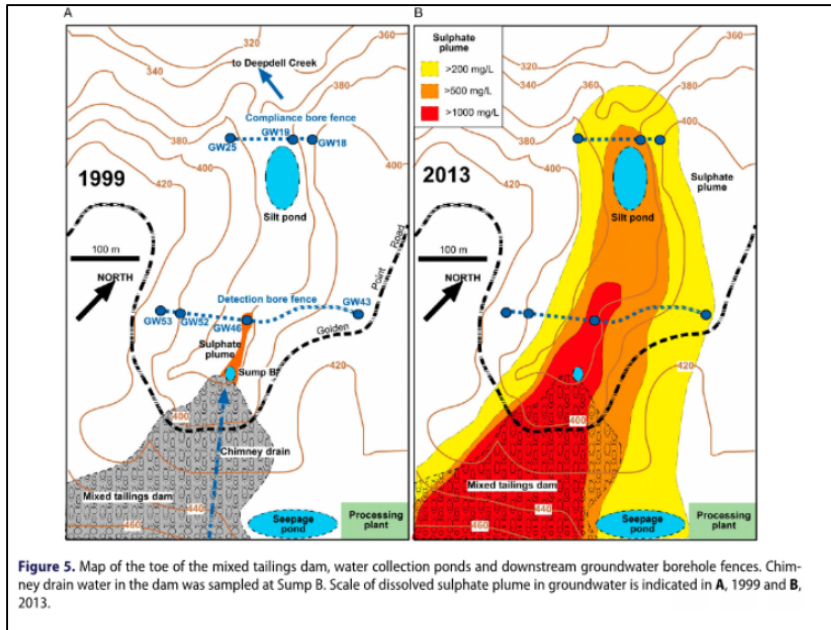 A
320
to Deepdell Creek
340
360
380
Compliance bore fence
GW19
GW25
GW18
380
400
400
420
1999
Silt pond
100 m
NORTH
Point
Road
Detection bore fence
GW43
GW53
GW52
GW46
Golden
Sulphate
plume
Sump B
420
400
Chimney drain
Mixed tailings dam
440
460
Seepage
pond
Processing
plant
B
Sulphate
plume
>200 mg/L
>500 mg/L
>1000 mg/L
320
360
360
380
380
400
400
420
2013
Sulphate
plume
Silt pond
100 m
NORTH
420
400
Mixed tailings dam
440
460
Seepage
pond
Processing
plant
Figure 5. Map of the toe of the mixed tailings dam, water collection ponds and downstream groundwater borehole fences. Chim-
ney drain water in the dam was sampled at Sump B. Scale of dissolved sulphate plume in groundwater is indicated in A, 1999 and B,
2013.